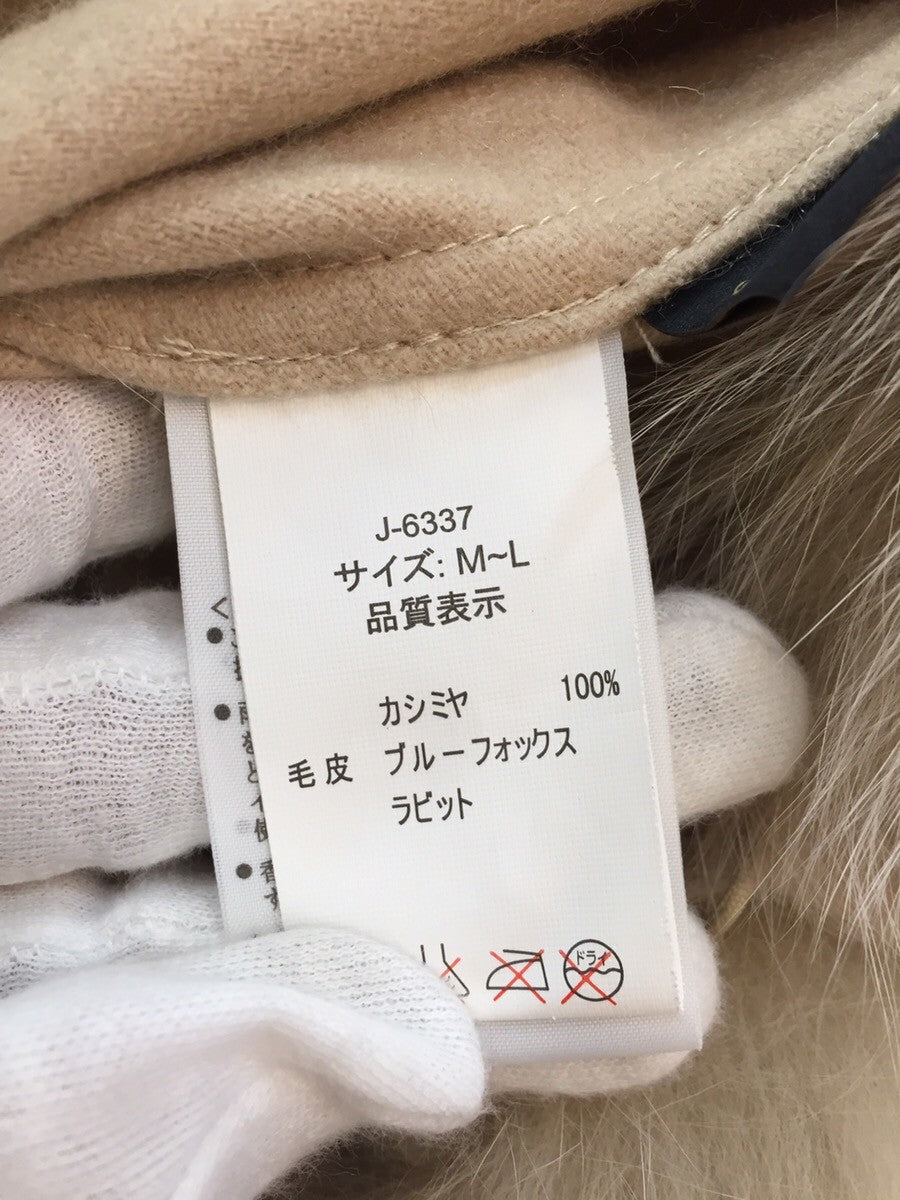 J-6337
サイズ: M~L
品質表示
カシミヤ 100%
毛皮 ブルーフォックス
ラビット
ドライ